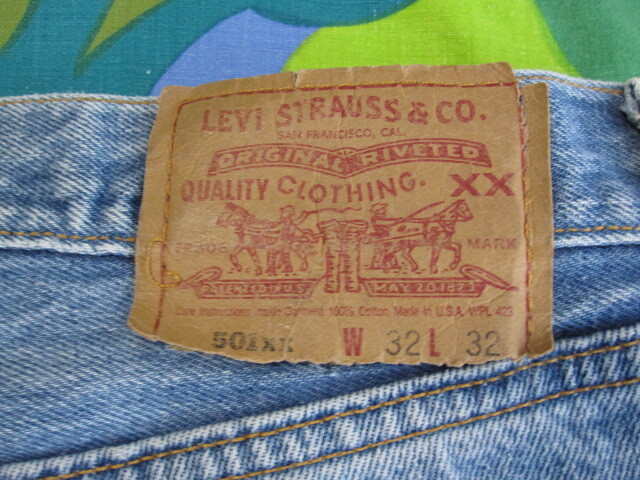 LEVI STRAUSS & CO.
SAN FRANCISCO, CAL.
ORIGINAL RIVETED
QUALITY CLOTHING. XX
TRADE MARK
PATENTED IN U.S. MAY 20 1873
Care Instructions Inside Garment 100% Cotton Made in U.S.A. WPL 423
501XX W 32 L 32